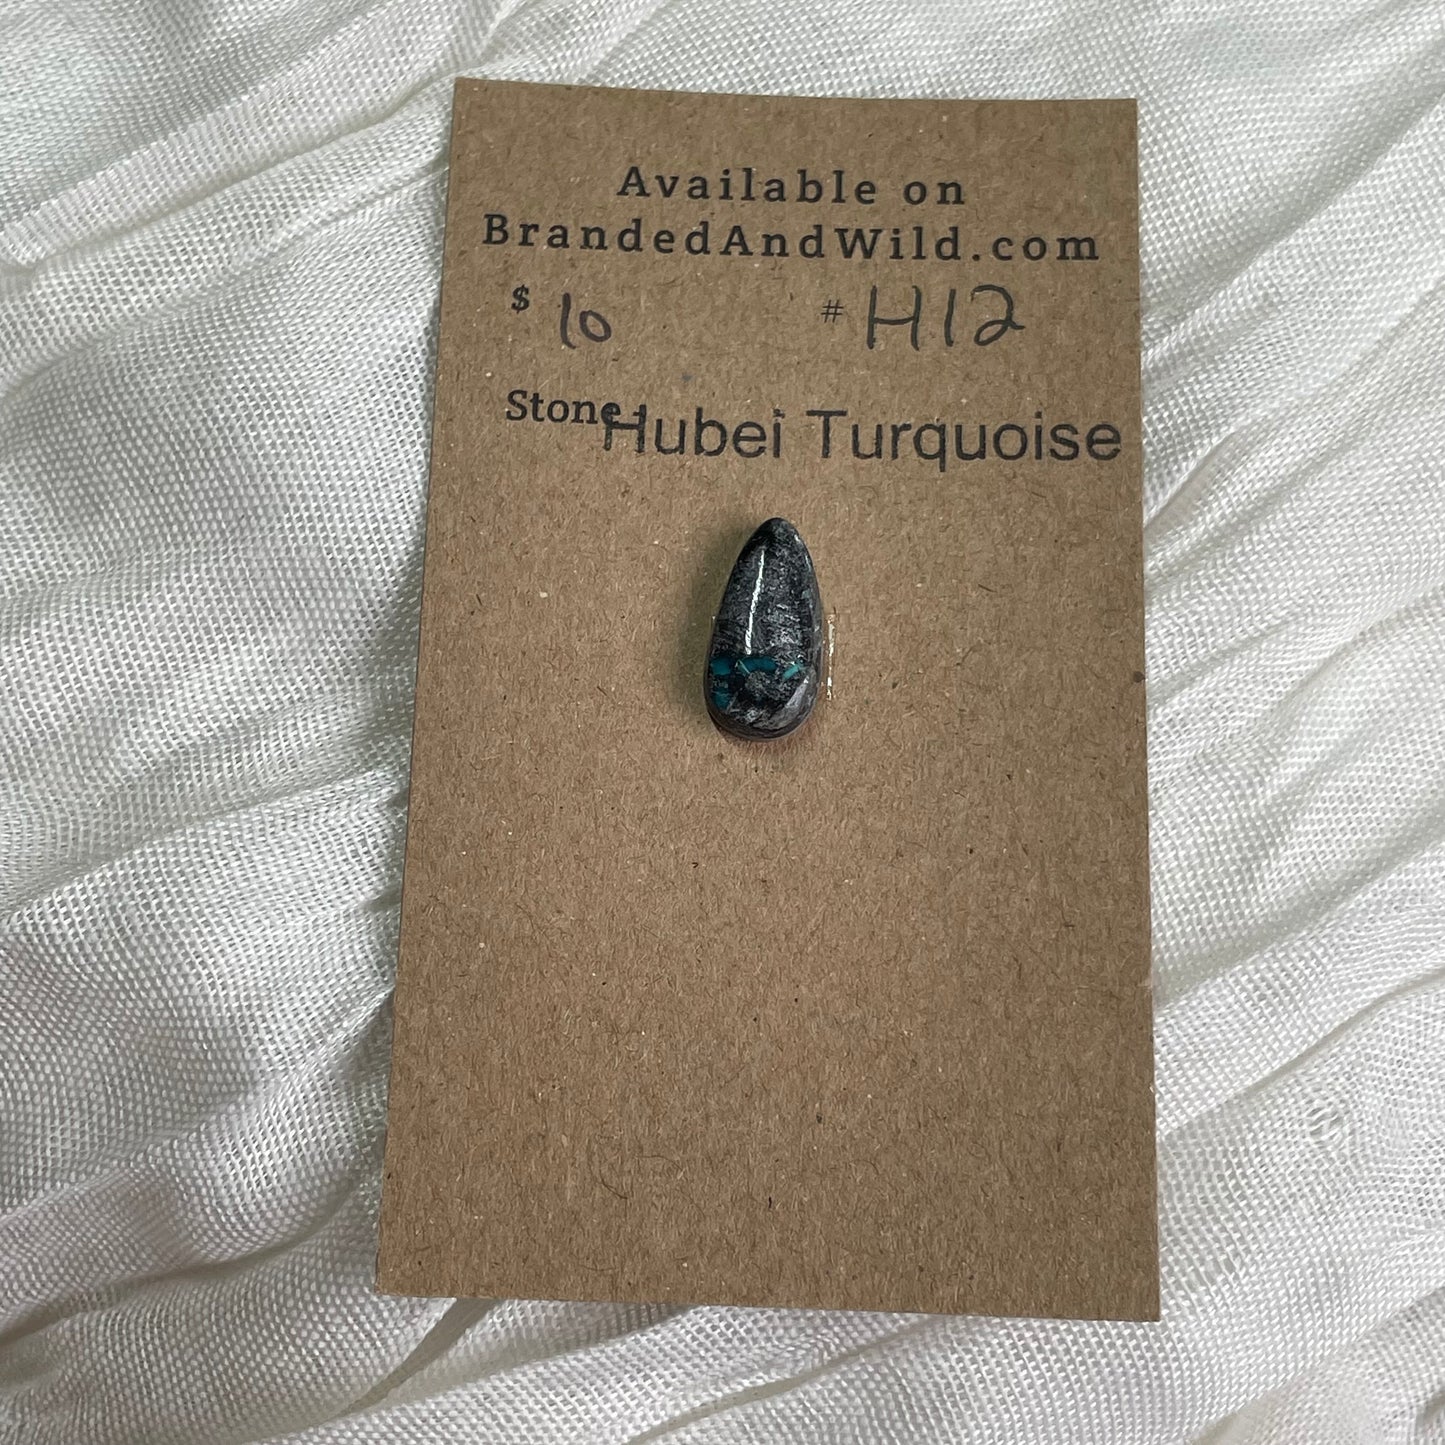 Available on
BrandedAndWild.com
$ 10 # H12
Stone Hubei Turquoise